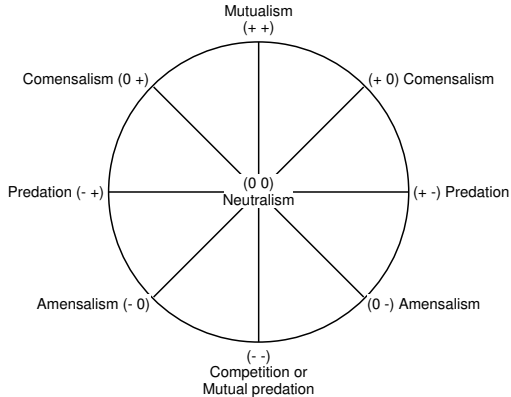 Mutualism
(+ +)
Comensalism (0 +)
(+ 0) Comensalism
Predation (- +)
(0 0)
Neutralism
(+ -) Predation
Amensalism (- 0)
(0 -) Amensalism
(- -)
Competition or
Mutual predation